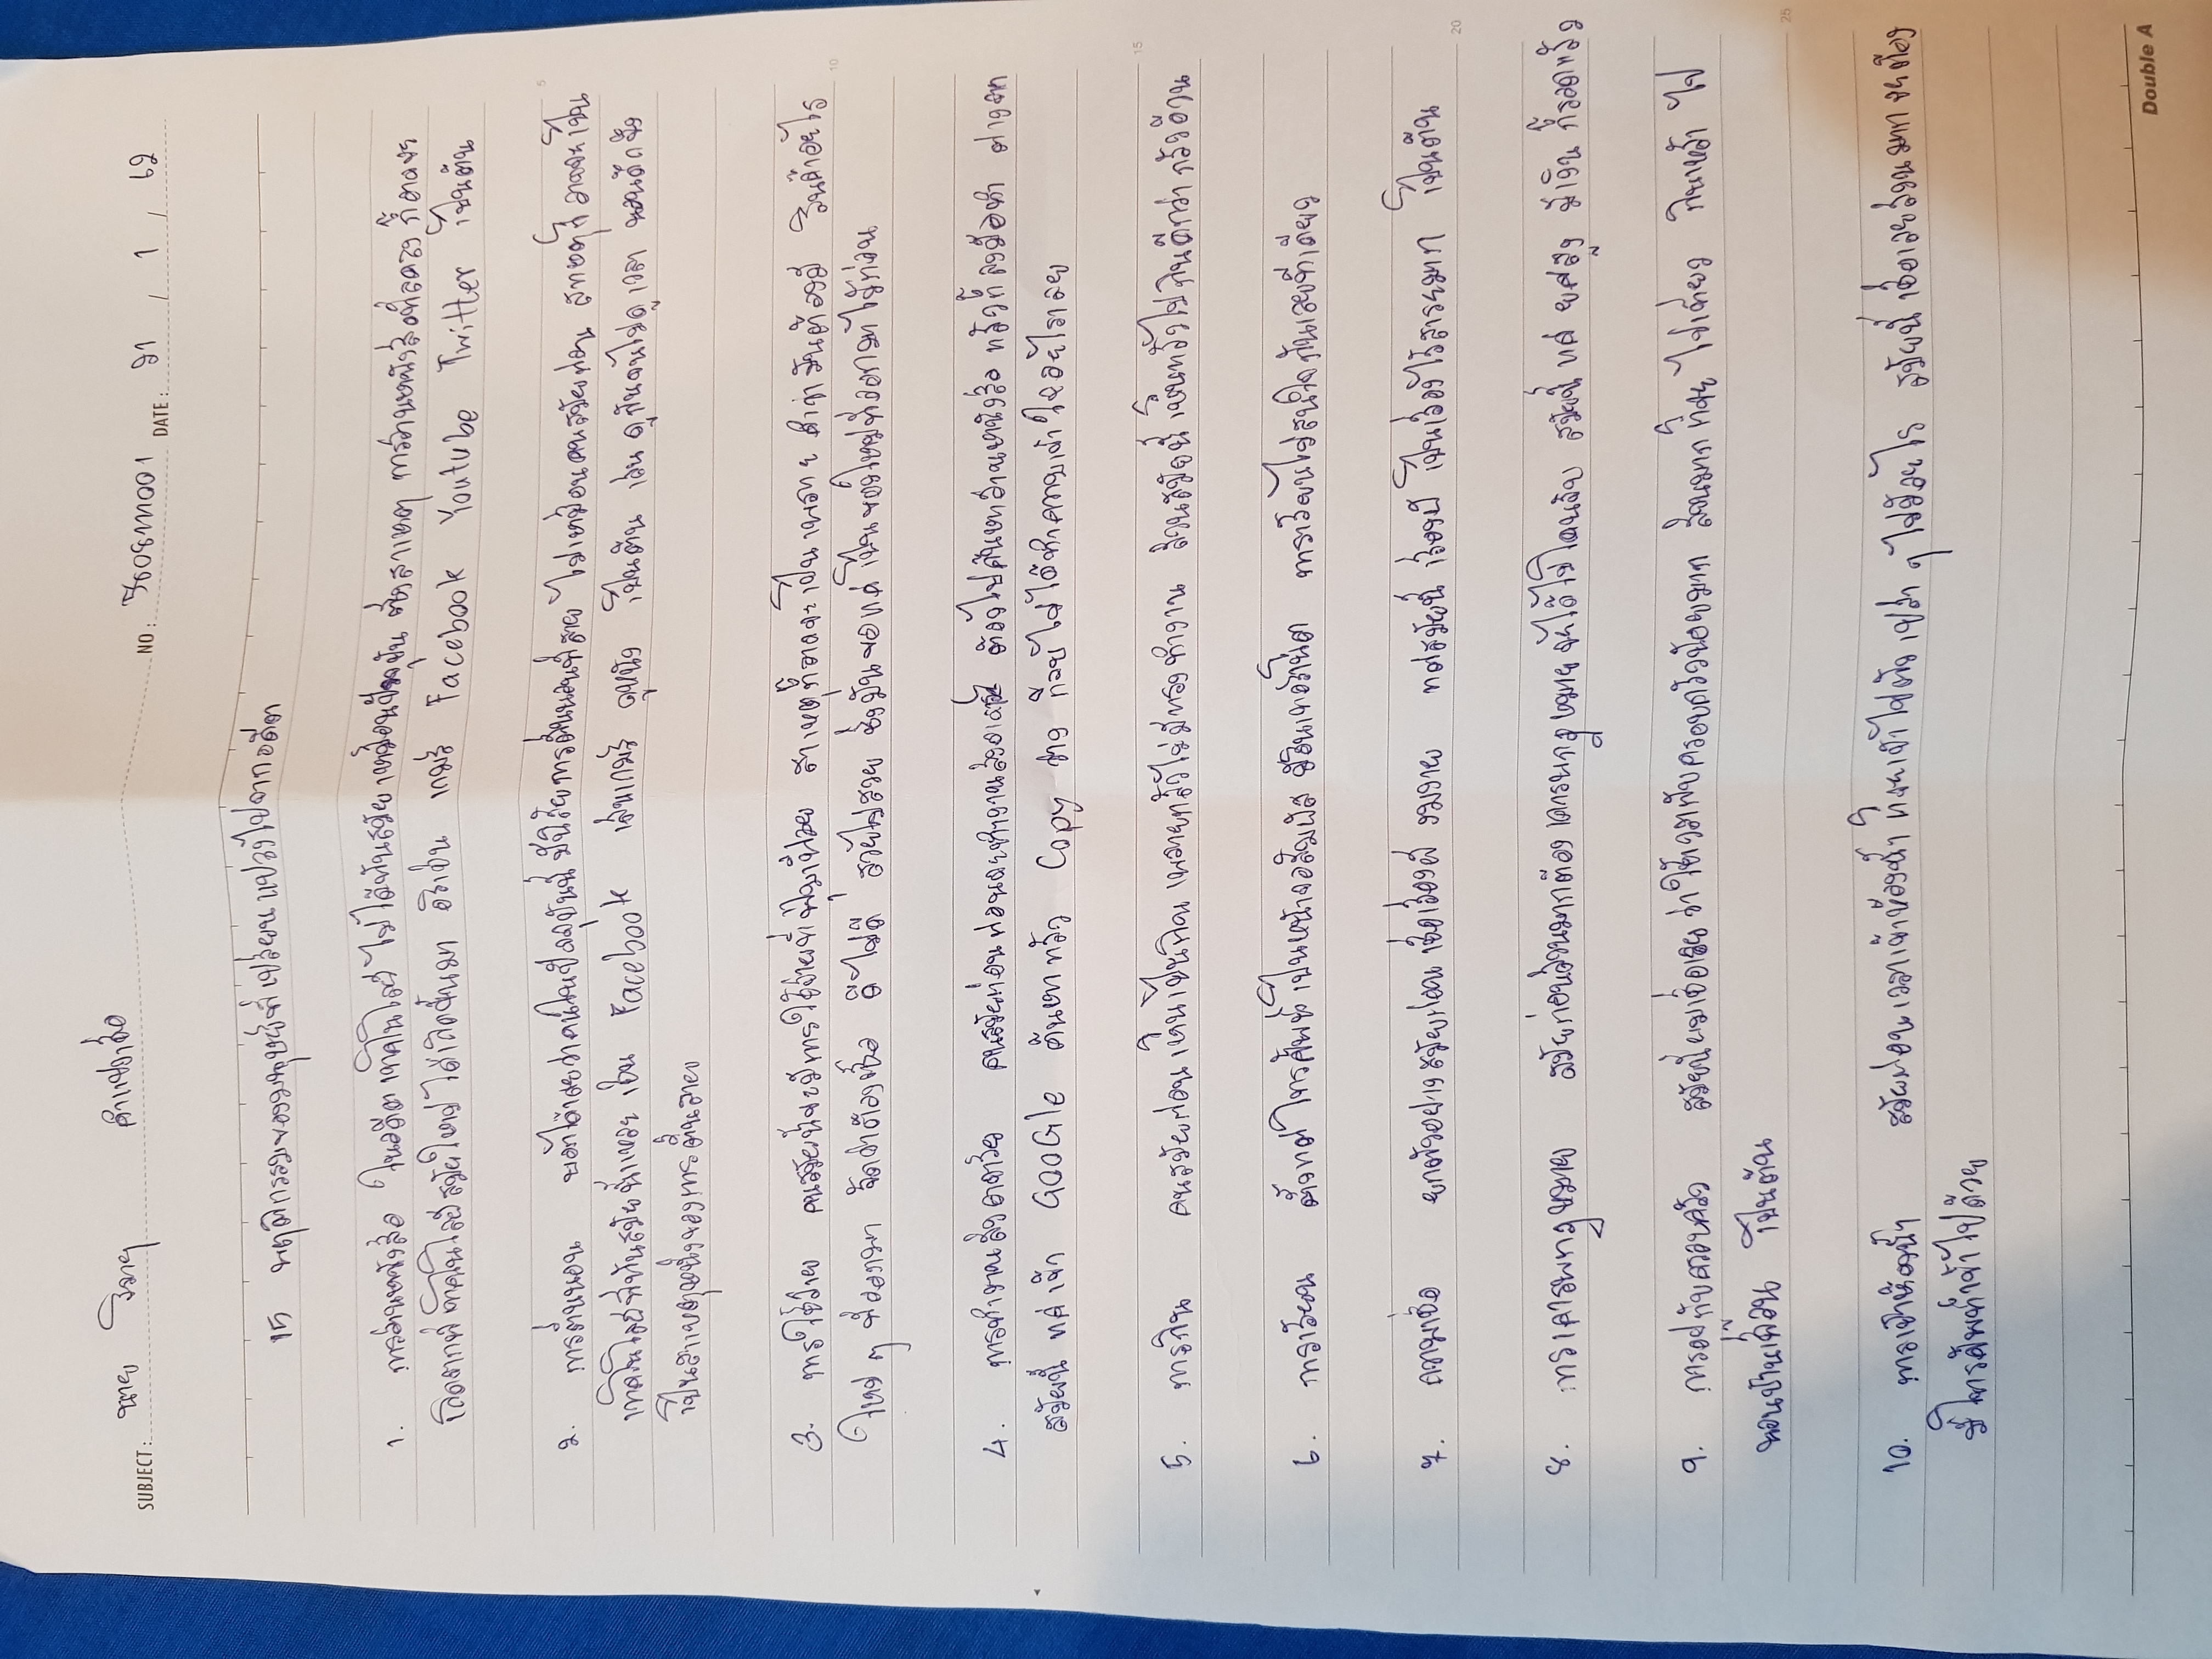 SUBJECT : นาย
NO : 5608111001 DATE : 21 / 1 / 62
15 พฤติกรรมของมนุษย์ที่เปลี่ยนแปลงไปจากอดีต
1. การอ่านหนังสือ ในอดีตเทคโนโลยี ไม่ได้ทันสมัยเหมือนปัจจุบัน ซึ่งสาเหตุ การอ่านหนังสือที่ลดลง ก็อาจจะ
เกิดจากที่เทคโนโลยีสมัยใหม่ ได้เกิดขึ้นมา อย่างเช่น เกมส์ Facebook Youtube Twitter เป็นต้น
5
2. การตื่นนอน บอกได้เลยว่าคนในปัจจุบันนี้ มีนิสัยการตื่นนอนที่สาย ไม่เหมือนคนสมัยก่อน สาเหตุก็อาจจะเป็น
เทคโนโลยีที่ทันสมัยนี้แหละ เช่น Facebook เล่นเกมส์ ดูหนัง เป็นต้น เล่น ดูกันจนไม่ดูเวลา นอนดึกจึง
เป็นสาเหตุหนึ่งของการตื่นสาย
3. การใช้จ่าย คนสมัยนี้จะมีการใช้จ่ายที่ฟุ่มเฟือย สาเหตุก็อาจจะเป็นเพราะ คำว่ามันต้องมี สินค้าอะไร
10
ใหม่ ๆ ที่ออกมา จัดว่าต้องซื้อ ดีไม่ดี สวยไม่สวย ซึ่งมันขอแค่เป็นของใหม่ที่ออกมาไว้ก่อน
4. การทำงานส่งอาจารย์ คนสมัยก่อนก่อนจะทำงานส่งอาจารย์ ต้องไปค้นหาอ่านหนังสือ แล้วก็ลงมือทำ ต่างจาก
สมัยนี้ แค่เข้า GOOGle ค้นหาแล้ว Copy วาง ก็จบ ไม่ได้ทำความเข้าใจอะไรเลย
15
5. การกิน คนสมัยก่อนเห็นเป็นกิน เพราะกลัวไม่มีแรงทำงาน ส่วนสมัยนี้ เห็นแล้วไม่กินดีกว่า กลัวอ้วน
6. การเรียน ตั้งแต่โทรศัพท์เป็นหน้าจอสัมผัส มีอินเทอร์เน็ต การเรียนไม่สนใจกันเลยทีเดียว
7. ความเชื่อ ยกตัวอย่างสมัยก่อน เชื่อเรื่องผี งมงาย แต่สมัยนี้ เรื่องผี เป็นเรื่องไร้สาระมาก เป็นต้น
20
8. การเคารพกฎหมาย สมัยก่อนส่วนมากต้องเคารพกฎหมาย จะได้ไม่โดนจับ สมัยนี้ แค่ ยศสูง มีเงิน ก็รอดแล้ว
9. การอยู่กับครอบครัว สมัยนี้ผมเชื่อเลย ว่าใช้เวลากับครอบครัวน้อยมาก ส่วนมากก็จะ ไปเที่ยว กินเหล้า ไป
นอนบ้านเพื่อน เป็นต้น
25
10. การเข้าห้องน้ำ สมัยก่อนเวลาเข้าห้องน้ำ ก็จะเข้าไปตัวเปล่า ๆ ไม่มีอะไร สมัยนี้ เชื่อเลยส่วนมากจะต้อง
มีโทรศัพท์เข้าไปด้วย
Double A